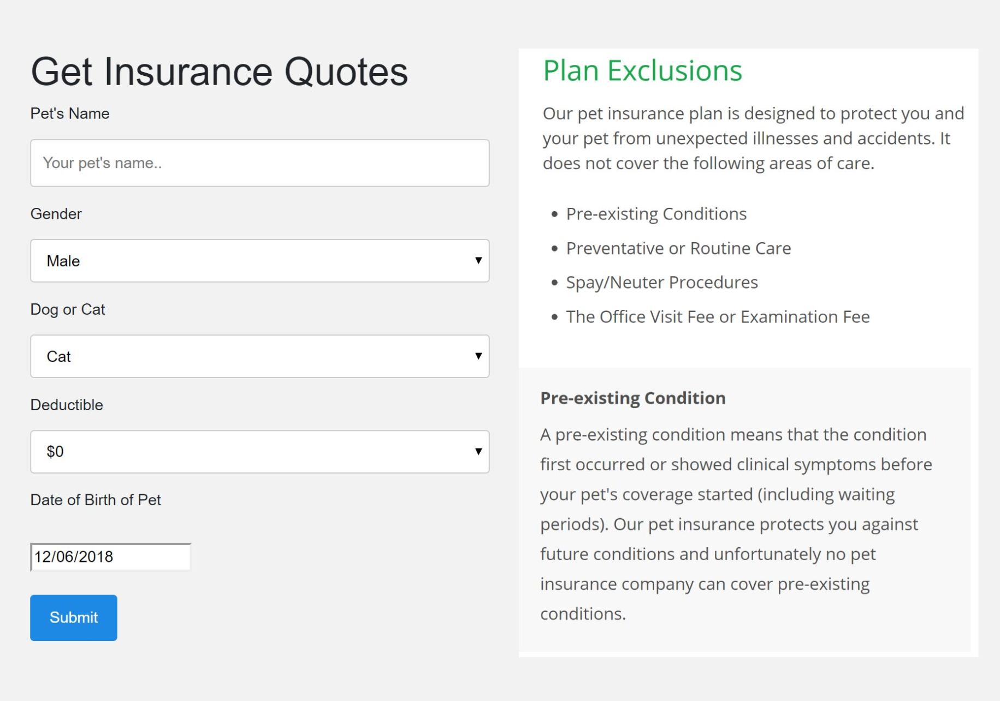 Get Insurance Quotes
Pet's Name
Your pet's name..
Gender
Male
Dog or Cat
Cat
Deductible
$0
Date of Birth of Pet
12/06/2018
Submit
Plan Exclusions
Our pet insurance plan is designed to protect you and
your pet from unexpected illnesses and accidents. It
does not cover the following areas of care.
• Pre-existing Conditions
• Preventative or Routine Care
• Spay/Neuter Procedures
• The Office Visit Fee or Examination Fee
Pre-existing Condition
A pre-existing condition means that the condition
first occurred or showed clinical symptoms before
your pet's coverage started (including waiting
periods). Our pet insurance protects you against
future conditions and unfortunately no pet
insurance company can cover pre-existing
conditions.